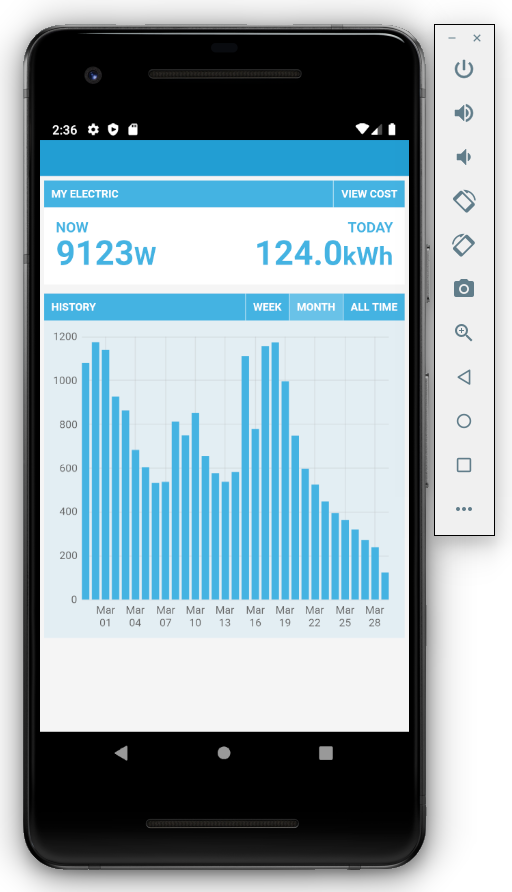 2:36
MY ELECTRIC VIEW COST
NOW TODAY
9123W 124.0kWh
HISTORY WEEK MONTH ALL TIME
1200
1000
800
600
400
200
0
Mar 01 Mar 04 Mar 07 Mar 10 Mar 13 Mar 16 Mar 19 Mar 22 Mar 25 Mar 28